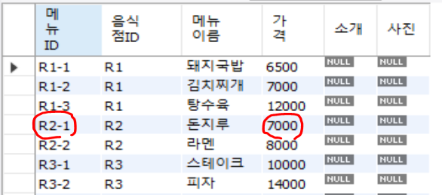 메뉴ID 음식점ID 메뉴이름 가격 소개 사진
R1-1 R1 돼지국밥 6500 NULL NULL
R1-2 R1 김치찌개 7000 NULL NULL
R1-3 R1 탕수육 12000 NULL NULL
R2-1 R2 돈지루 7000 NULL NULL
R2-2 R2 라멘 8000 NULL NULL
R3-1 R3 스테이크 10000 NULL NULL
R3-2 R3 피자 14000 NULL NULL